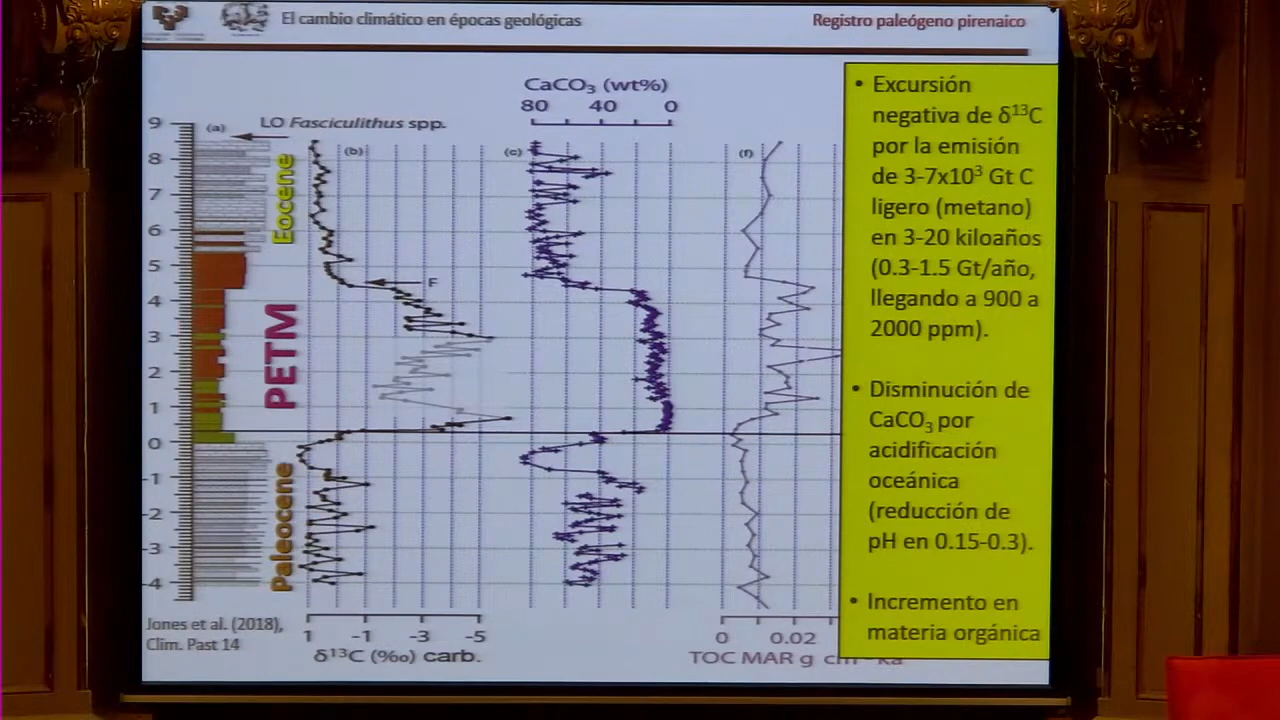 El cambio climático en épocas geológicas
Registro paleógeno pirenaico
CaCO₃ (wt%)
80 40 0
LO Fasciculithus spp.
(a)
(b)
(c)
(f)
9
8
7
6
5
4
3
2
1
0
-1
-2
-3
-4
Eocene
PETM
Paleocene
F
1 -1 -3 -5
δ¹³C (‰) carb.
0 0.02
TOC MAR g
Jones et al. (2018),
Clim. Past 14
• Excursión
negativa de δ¹³C
por la emisión
de 3-7x10³ Gt C
ligero (metano)
en 3-20 kiloaños
(0.3-1.5 Gt/año,
llegando a 900 a
2000 ppm).
• Disminución de
CaCO₃ por
acidificación
oceánica
(reducción de
pH en 0.15-0.3).
• Incremento en
materia orgánica